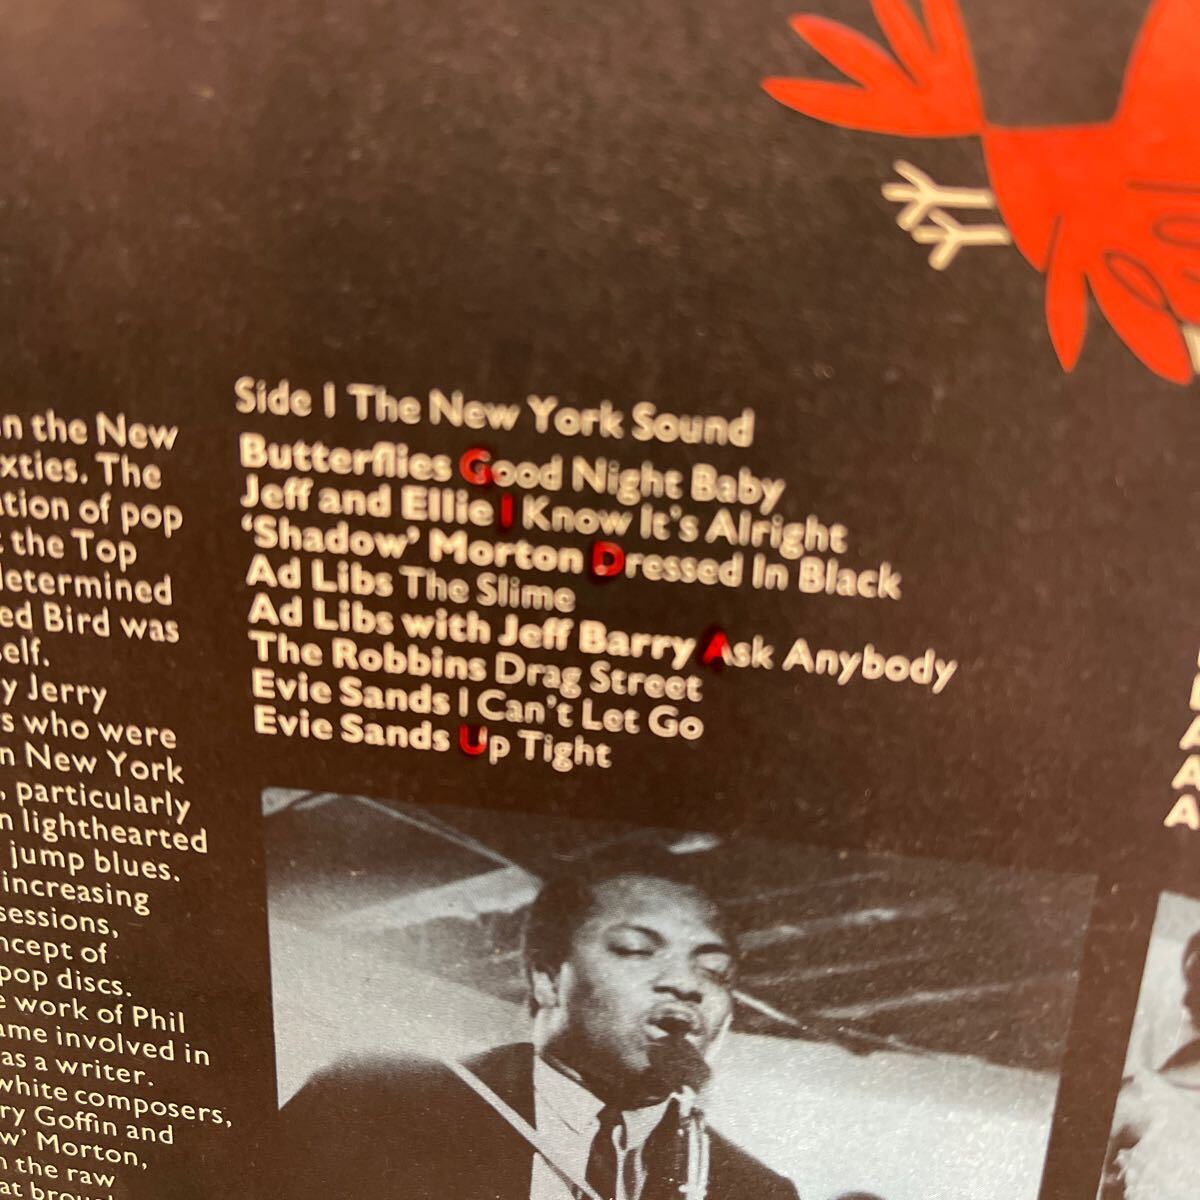 n the New
xties. The
ation of pop
the Top
determined
ed Bird was
self.
y Jerry
s who were
n New York
, particularly
n lighthearted
jump blues.
increasing
sessions,
ncept of
pop discs.
e work of Phil
ame involved in
as a writer.
white composers,
ry Goffin and
w' Morton,
n the raw
Side 1 The New York Sound
Butterflies Good Night Baby
Jeff and Ellie I Know It's Alright
'Shadow' Morton Dressed In Black
Ad Libs The Slime
Ad Libs with Jeff Barry Ask Anybody
The Robbins Drag Street
Evie Sands I Can't Let Go
Evie Sands Up Tight
A
A
A